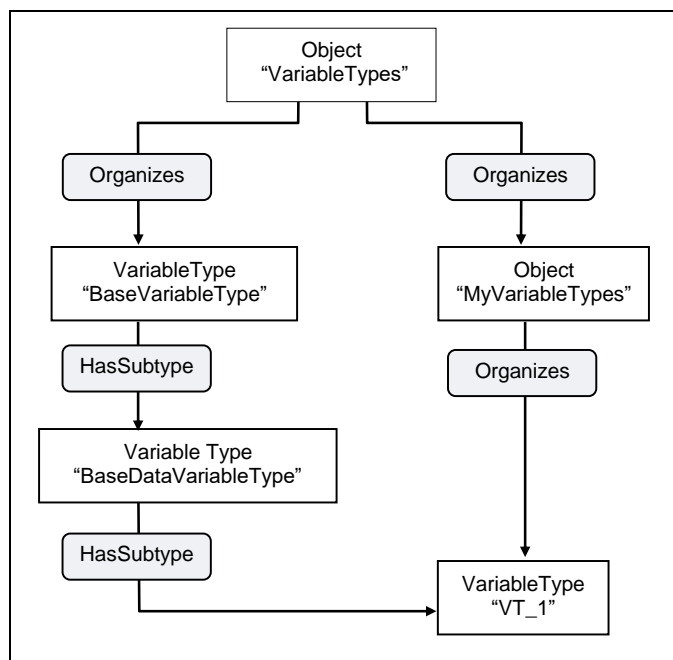 Object
“VariableTypes”
Organizes
Organizes
VariableType
“BaseVariableType”
Object
“MyVariableTypes”
HasSubtype
Organizes
Variable Type
“BaseDataVariableType”
HasSubtype
VariableType
“VT_1”